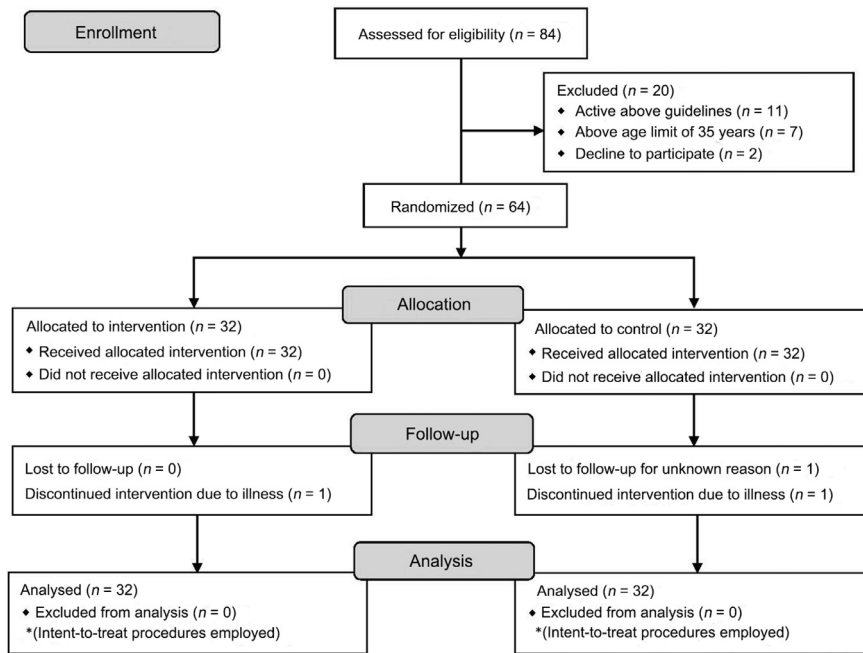 Enrollment
Assessed for eligibility (n = 84)
Excluded (n = 20)
◆ Active above guidelines (n = 11)
◆ Above age limit of 35 years (n = 7)
◆ Decline to participate (n = 2)
Randomized (n = 64)
Allocation
Allocated to intervention (n = 32)
◆ Received allocated intervention (n = 32)
◆ Did not receive allocated intervention (n = 0)
Allocated to control (n = 32)
◆ Received allocated intervention (n = 32)
◆ Did not receive allocated intervention (n = 0)
Follow-up
Lost to follow-up (n = 0)
Discontinued intervention due to illness (n = 1)
Lost to follow-up for unknown reason (n = 1)
Discontinued intervention due to illness (n = 1)
Analysis
Analysed (n = 32)
◆ Excluded from analysis (n = 0)
*(Intent-to-treat procedures employed)
Analysed (n = 32)
◆ Excluded from analysis (n = 0)
*(Intent-to-treat procedures employed)